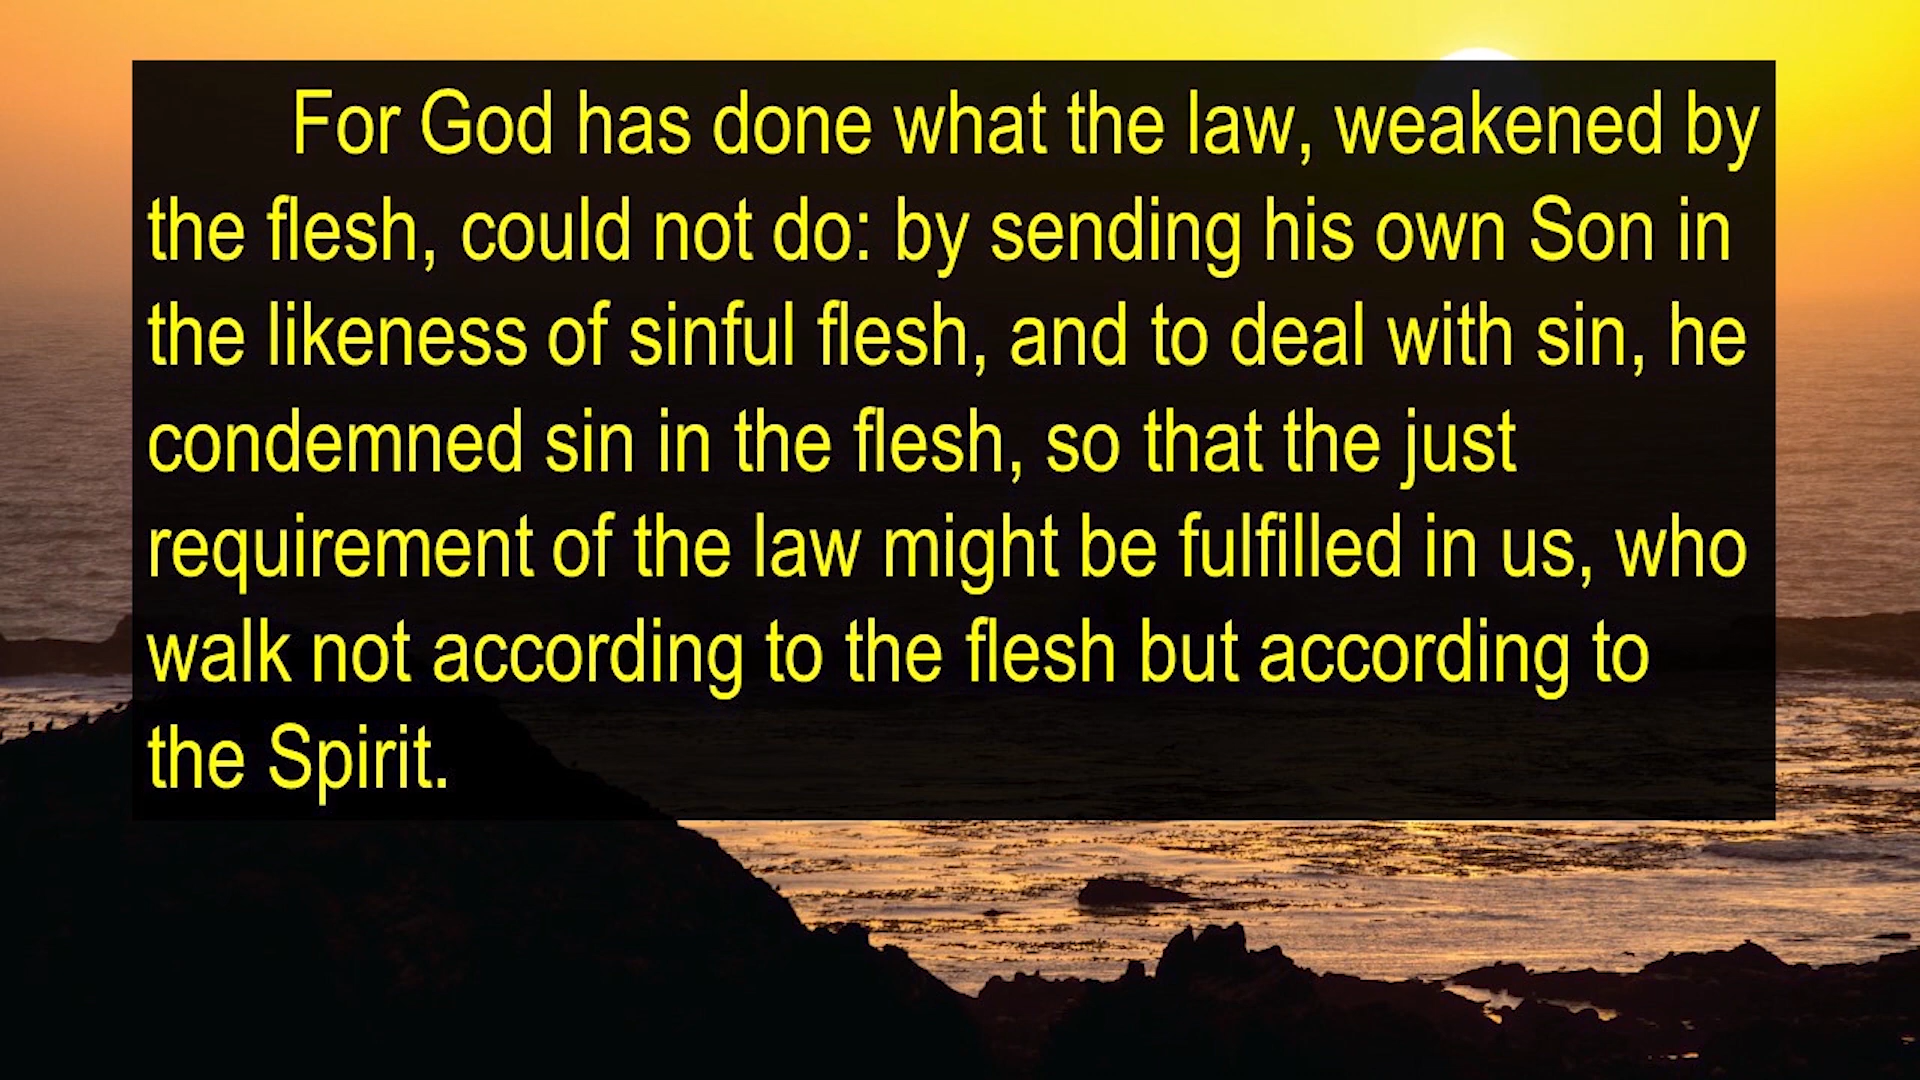 For God has done what the law, weakened by
the flesh, could not do: by sending his own Son in
the likeness of sinful flesh, and to deal with sin, he
condemned sin in the flesh, so that the just
requirement of the law might be fulfilled in us, who
walk not according to the flesh but according to
the Spirit.